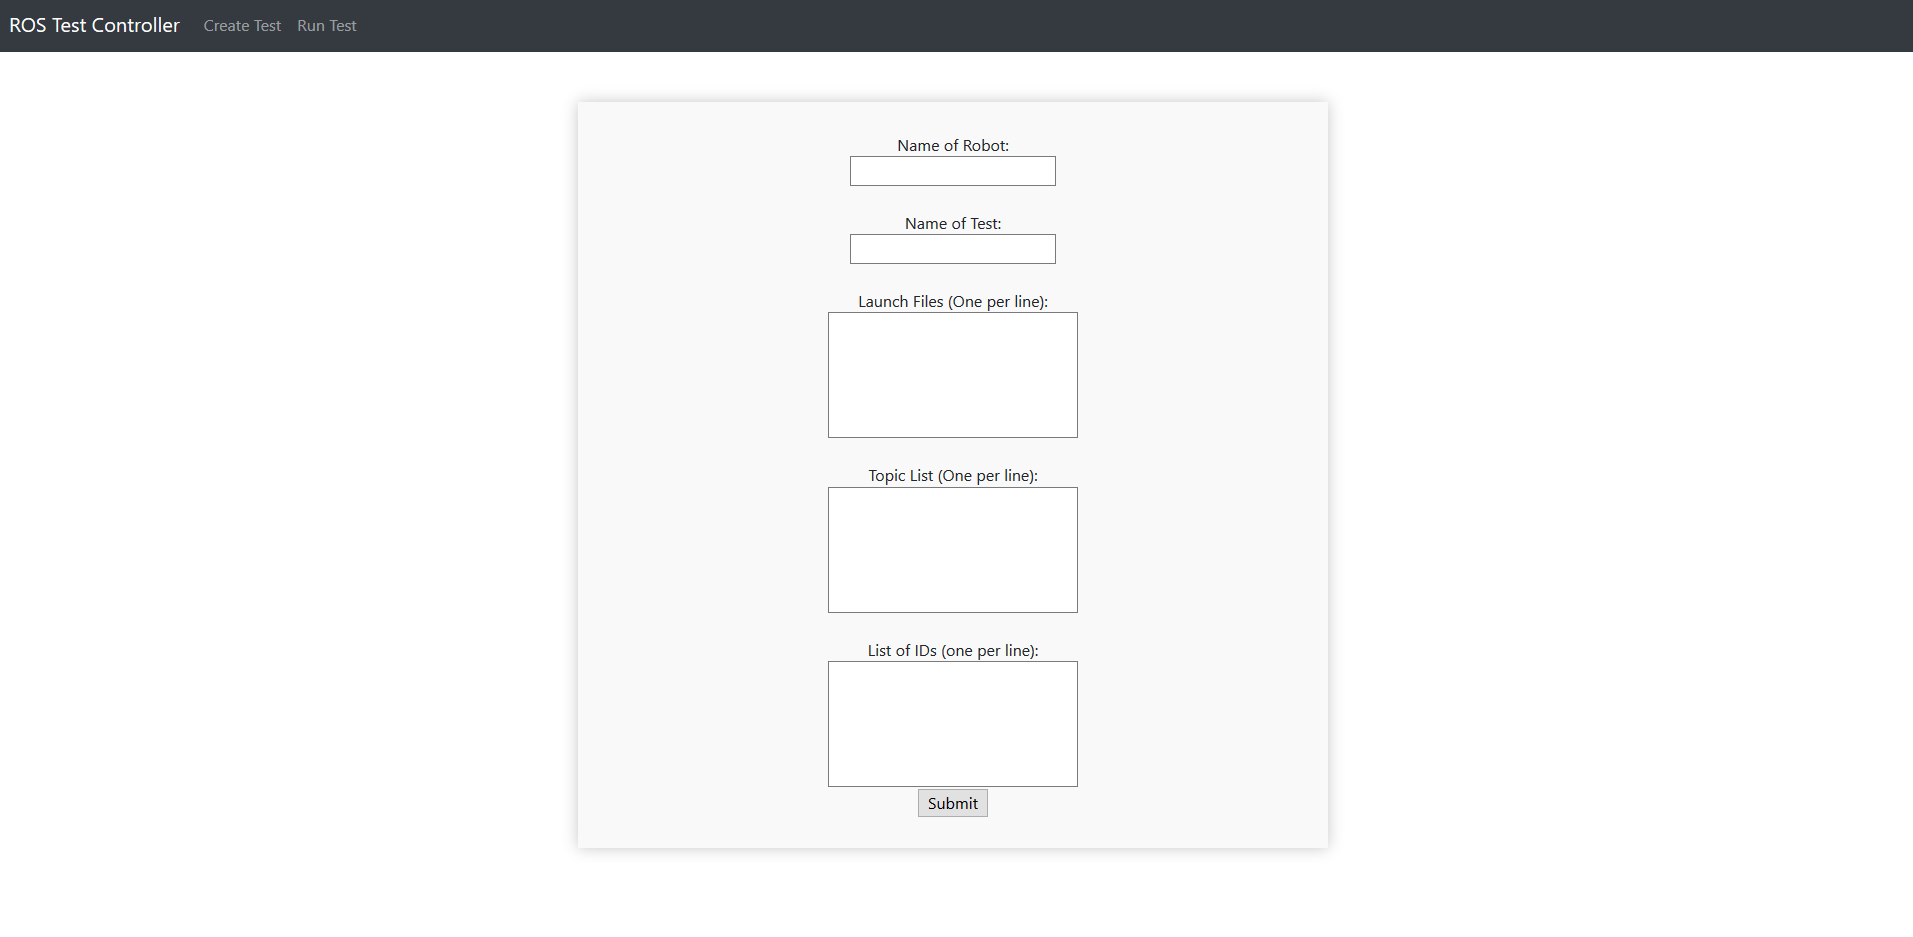 ROS Test Controller Create Test Run Test
Name of Robot:
Name of Test:
Launch Files (One per line):
Topic List (One per line):
List of IDs (one per line):
Submit